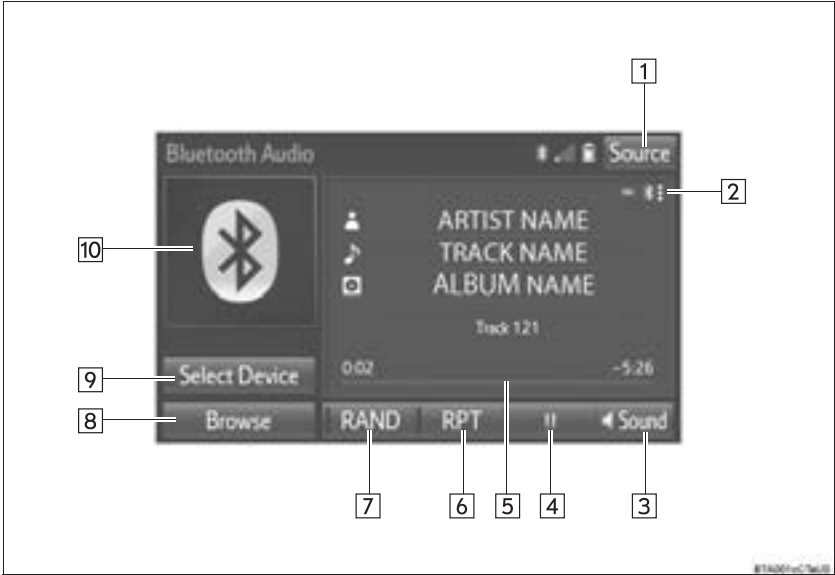 1
Bluetooth Audio
Source
2
ARTIST NAME
10
TRACK NAME
ALBUM NAME
Track 121
0:02
-5:26
9
Select Device
8
Browse
RAND
RPT
Sound
7
6
5
4
3